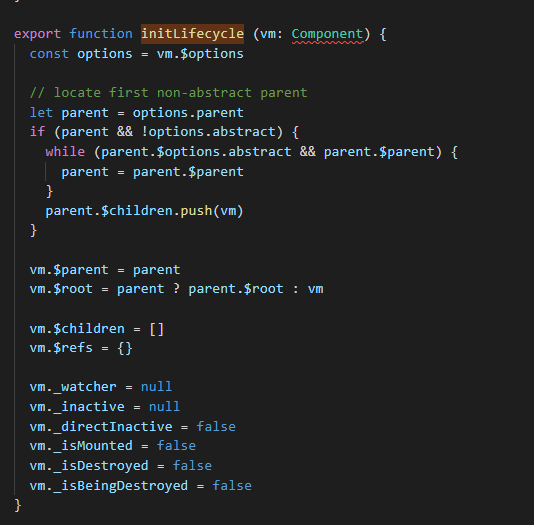 export function initLifecycle (vm: Component) {
  const options = vm.$options

  // locate first non-abstract parent
  let parent = options.parent
  if (parent && !options.abstract) {
    while (parent.$options.abstract && parent.$parent) {
      parent = parent.$parent
    }
    parent.$children.push(vm)
  }

  vm.$parent = parent
  vm.$root = parent ? parent.$root : vm

  vm.$children = []
  vm.$refs = {}

  vm._watcher = null
  vm._inactive = null
  vm._directInactive = false
  vm._isMounted = false
  vm._isDestroyed = false
  vm._isBeingDestroyed = false
}